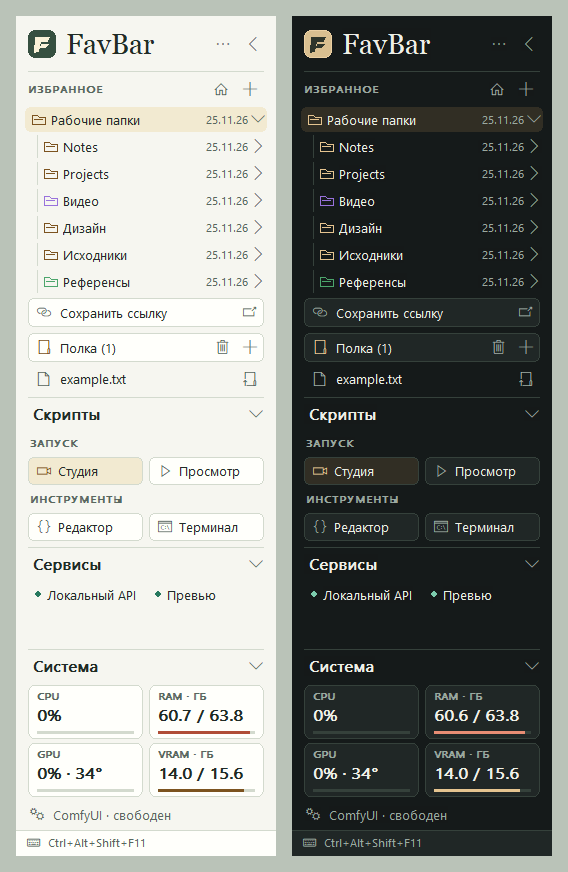 FavBar
ИЗБРАННОЕ
Рабочие папки 25.11.26
Notes 25.11.26
Projects 25.11.26
Видео 25.11.26
Дизайн 25.11.26
Исходники 25.11.26
Референсы 25.11.26
Сохранить ссылку
Полка (1)
example.txt
Скрипты
ЗАПУСК
Студия Просмотр
ИНСТРУМЕНТЫ
{} Редактор Терминал
Сервисы
Локальный API Превью
Система
CPU RAM · ГБ
0% 60.7 / 63.8
GPU VRAM · ГБ
0% · 34° 14.0 / 15.6
ComfyUI · свободен
Ctrl+Alt+Shift+F11
FavBar
ИЗБРАННОЕ
Рабочие папки 25.11.26
Notes 25.11.26
Projects 25.11.26
Видео 25.11.26
Дизайн 25.11.26
Исходники 25.11.26
Референсы 25.11.26
Сохранить ссылку
Полка (1)
example.txt
Скрипты
ЗАПУСК
Студия Просмотр
ИНСТРУМЕНТЫ
{} Редактор Терминал
Сервисы
Локальный API Превью
Система
CPU RAM · ГБ
0% 60.6 / 63.8
GPU VRAM · ГБ
0% · 34° 14.0 / 15.6
ComfyUI · свободен
Ctrl+Alt+Shift+F11